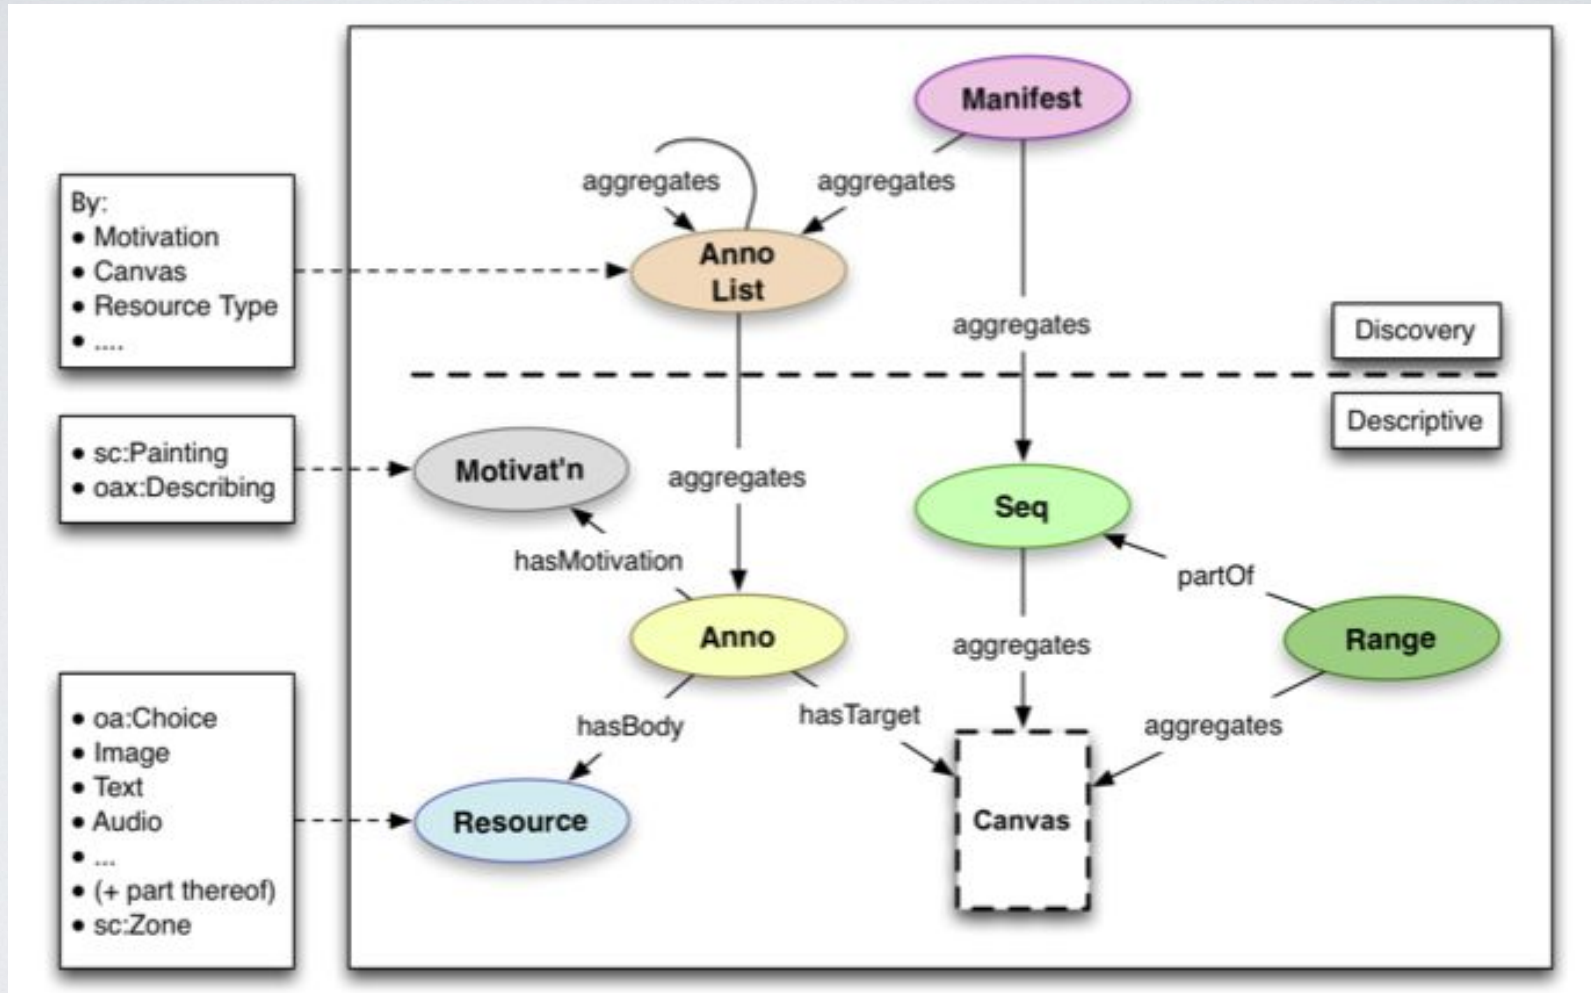 Manifest
aggregates
aggregates
By:
• Motivation
• Canvas
• Resource Type
• ....
Anno
List
aggregates
Discovery
Descriptive
• sc:Painting
• oax:Describing
Motivat'n
aggregates
Seq
hasMotivation
partOf
Anno
aggregates
Range
• oa:Choice
• Image
• Text
• Audio
• ...
• (+ part thereof)
• sc:Zone
hasBody
hasTarget
aggregates
Resource
Canvas